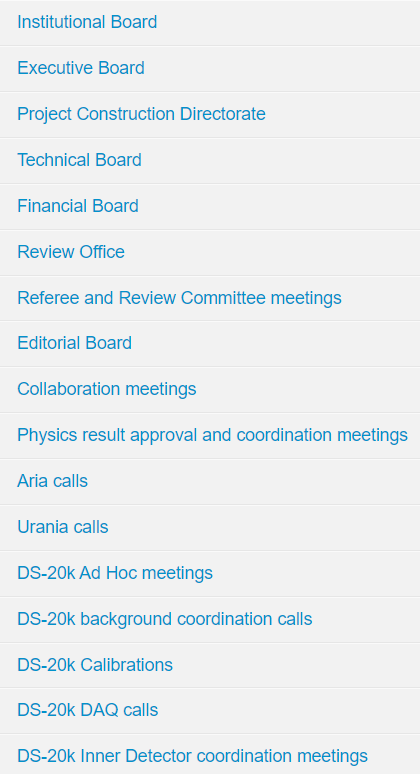 Institutional Board
Executive Board
Project Construction Directorate
Technical Board
Financial Board
Review Office
Referee and Review Committee meetings
Editorial Board
Collaboration meetings
Physics result approval and coordination meetings
Aria calls
Urania calls
DS-20k Ad Hoc meetings
DS-20k background coordination calls
DS-20k Calibrations
DS-20k DAQ calls
DS-20k Inner Detector coordination meetings